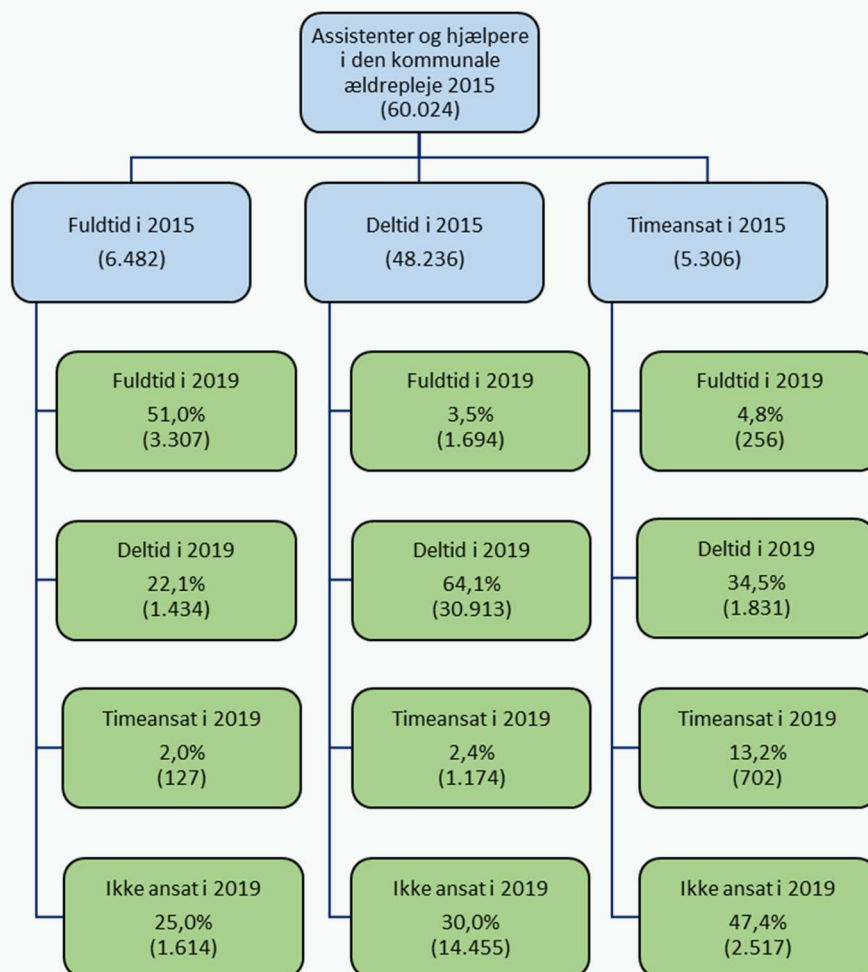 Assistenter og hjælpere
i den kommunale
ældrepleje 2015
(60.024)
Fuldtid i 2015
(6.482)
Deltid i 2015
(48.236)
Timeansat i 2015
(5.306)
Fuldtid i 2019
51,0%
(3.307)
Fuldtid i 2019
3,5%
(1.694)
Fuldtid i 2019
4,8%
(256)
Deltid i 2019
22,1%
(1.434)
Deltid i 2019
64,1%
(30.913)
Deltid i 2019
34,5%
(1.831)
Timeansat i 2019
2,0%
(127)
Timeansat i 2019
2,4%
(1.174)
Timeansat i 2019
13,2%
(702)
Ikke ansat i 2019
25,0%
(1.614)
Ikke ansat i 2019
30,0%
(14.455)
Ikke ansat i 2019
47,4%
(2.517)